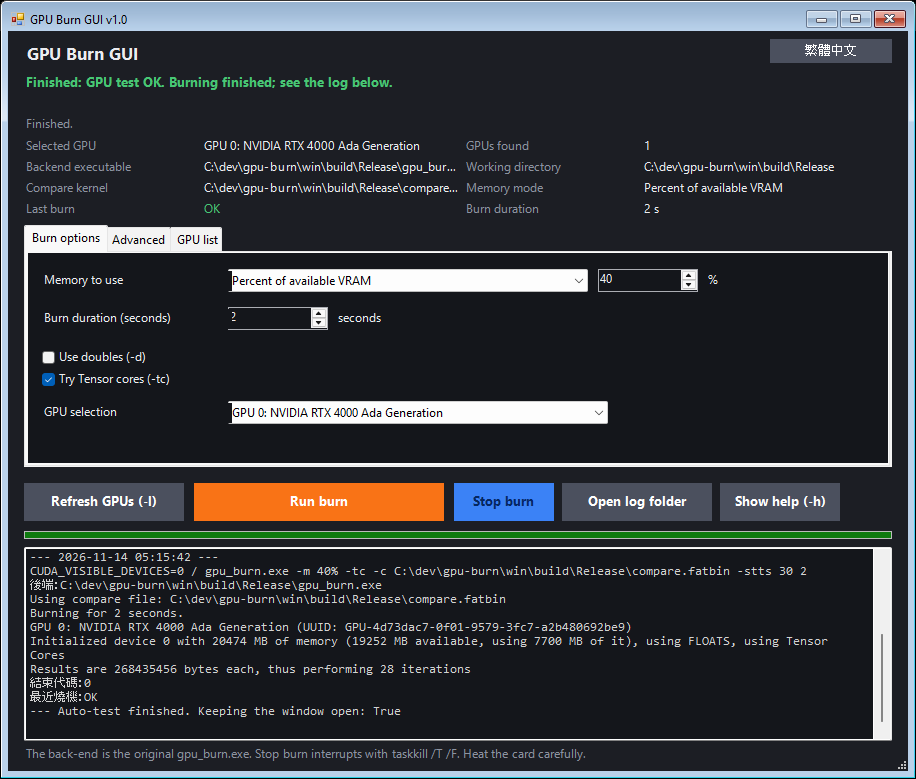 GPU Burn GUI v1.0
GPU Burn GUI
繁體中文
Finished: GPU test OK. Burning finished; see the log below.
Finished.
Selected GPU GPU 0: NVIDIA RTX 4000 Ada Generation GPUs found 1
Backend executable C:\dev\gpu-burn\win\build\Release\gpu_bur... Working directory C:\dev\gpu-burn\win\build\Release
Compare kernel C:\dev\gpu-burn\win\build\Release\compare... Memory mode Percent of available VRAM
Last burn OK Burn duration 2 s
Burn options Advanced GPU list
Memory to use Percent of available VRAM 40 %
Burn duration (seconds) 2 seconds
Use doubles (-d)
Try Tensor cores (-tc)
GPU selection GPU 0: NVIDIA RTX 4000 Ada Generation
Refresh GPUs (-l) Run burn Stop burn Open log folder Show help (-h)
--- 2026-11-14 05:15:42 ---
CUDA_VISIBLE_DEVICES=0 / gpu_burn.exe -m 40% -tc -c C:\dev\gpu-burn\win\build\Release\compare.fatbin -stts 30 2
後端:C:\dev\gpu-burn\win\build\Release\gpu_burn.exe
Using compare file: C:\dev\gpu-burn\win\build\Release\compare.fatbin
Burning for 2 seconds.
GPU 0: NVIDIA RTX 4000 Ada Generation (UUID: GPU-4d73dac7-0f01-9579-3fc7-a2b480692be9)
Initialized device 0 with 20474 MB of memory (19252 MB available, using 7700 MB of it), using FLOATS, using Tensor
Cores
Results are 268435456 bytes each, thus performing 28 iterations
結束代碼:0
最近燒機:OK
--- Auto-test finished. Keeping the window open: True
The back-end is the original gpu_burn.exe. Stop burn interrupts with taskkill /T /F. Heat the card carefully.